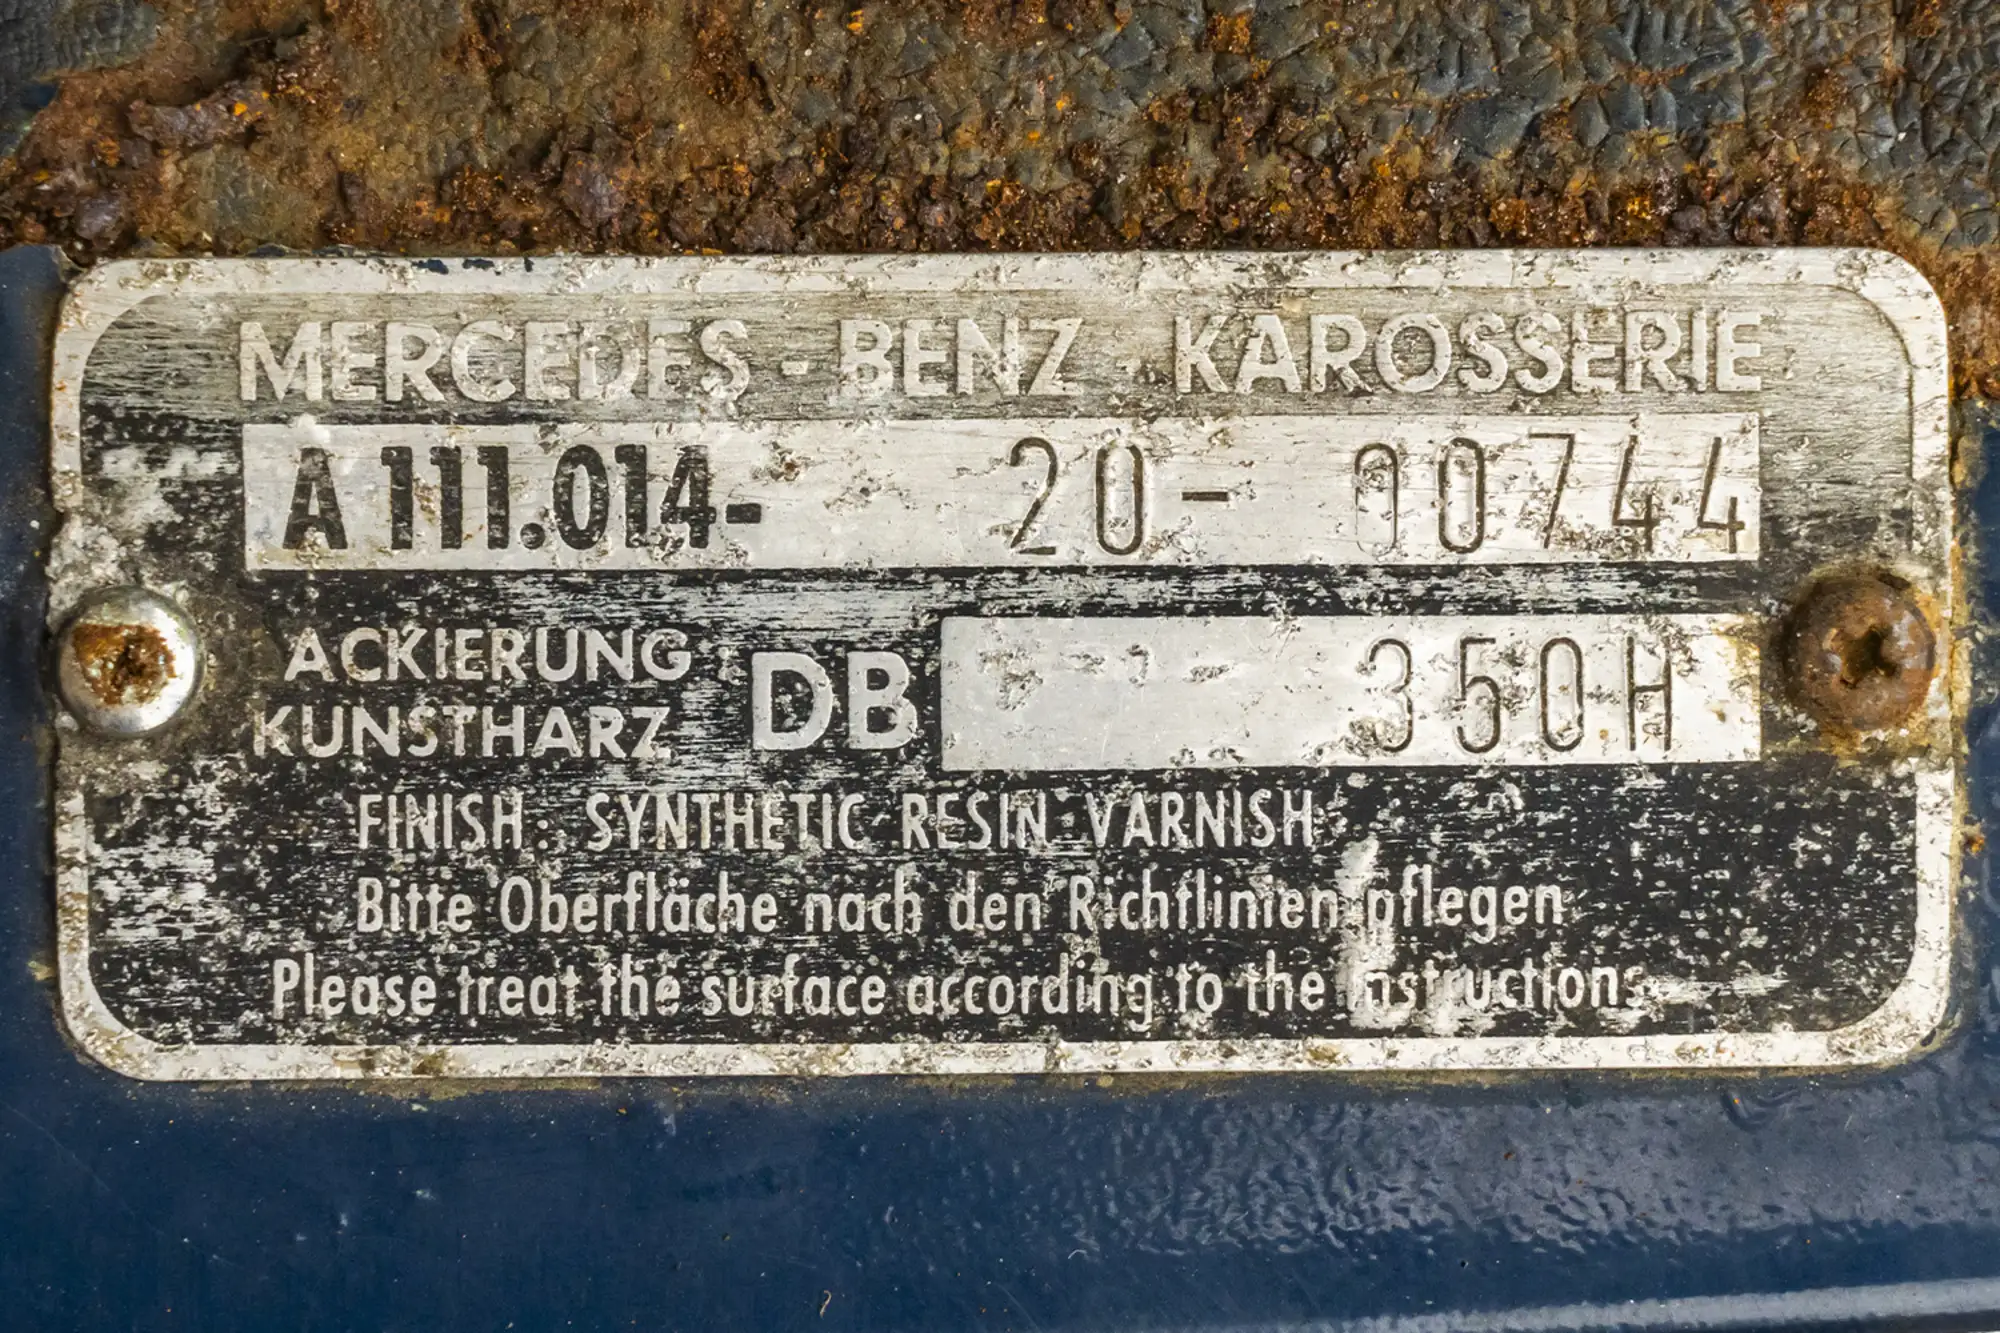 MERCEDES - BENZ KAROSSERIE
A 111.014- 20-00744
ACKIERUNG
KUNSTHARZ DB 350H
FINISH: SYNTHETIC RESIN VARNISH
Bitte Oberfläche nach den Richtlinien pflegen
Please treat the surface according to the instructions